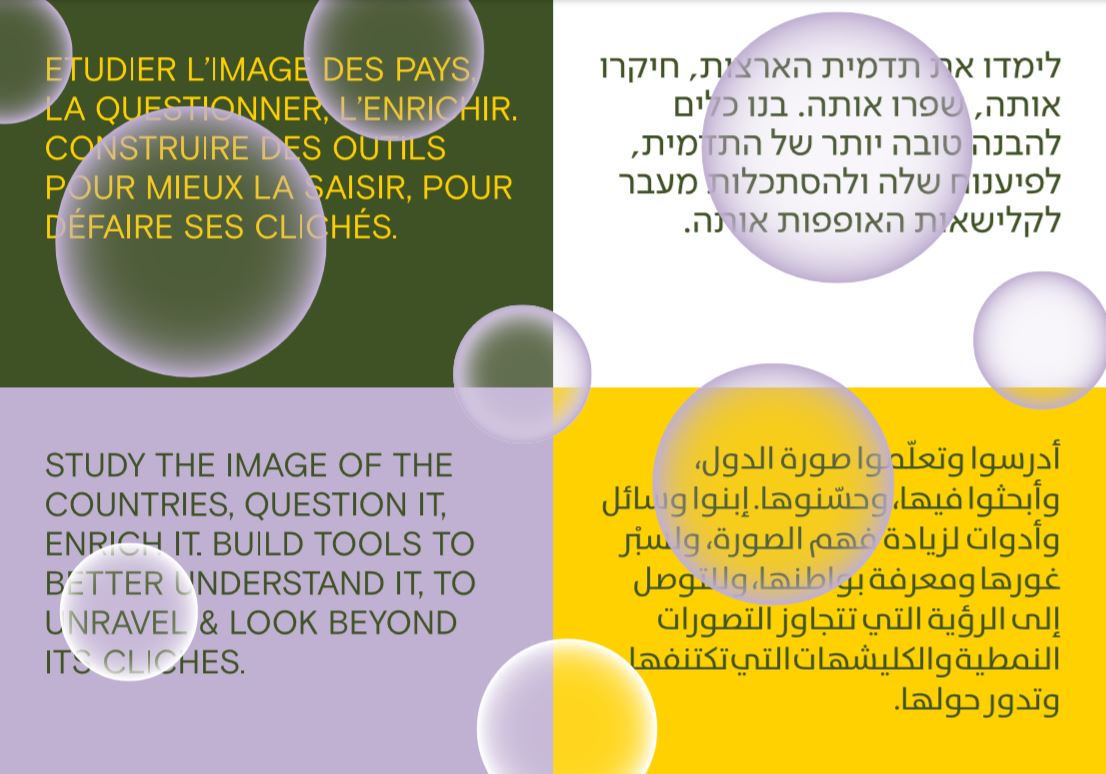 ETUDIER L’IMAGE DES PAYS,
LA QUESTIONNER, L’ENRICHIR.
CONSTRUIRE DES OUTILS
POUR MIEUX LA SAISIR, POUR
DÉFAIRE SES CLICHÉS.
לימדו את תדמית הארצות, חיקרו
אותה, שפרו אותה. בנו כלים
להבנה טובה יותר של התדמית,
לפיענוח שלה ולהסתכלות מעבר
לקלישאות האופפות אותה.
STUDY THE IMAGE OF THE
COUNTRIES, QUESTION IT,
ENRICH IT. BUILD TOOLS TO
BETTER UNDERSTAND IT, TO
UNRAVEL & LOOK BEYOND
ITS CLICHES.
أدرسوا وتعلّموا صورة الدول،
وأبحثوا فيها، وحسّنوها. إبنوا وسائل
وأدوات لزيادة فهم الصورة، ولسبْر
غورها ومعرفة بواطنها، وللتوصل
إلى الرؤية التي تتجاوز التصورات
النمطية والكليشهات التي تكتنفها
وتدور حولها.